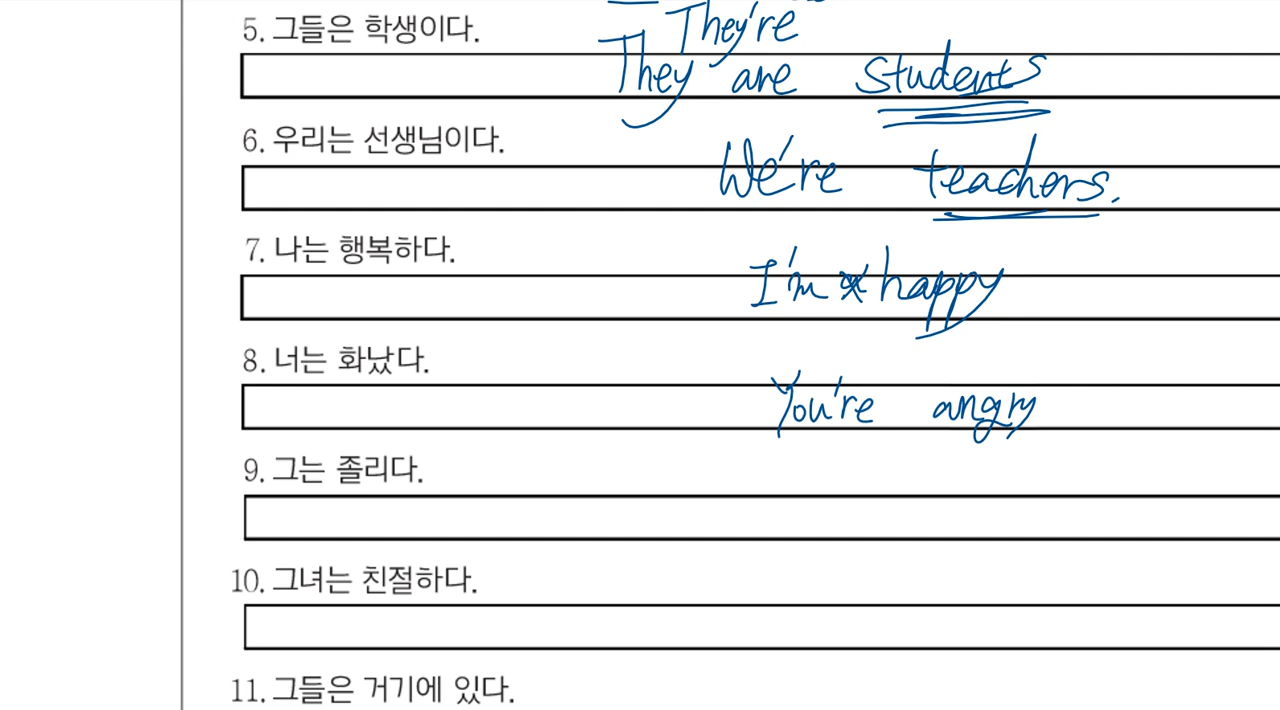 They're
5. 그들은 학생이다.
They are students
6. 우리는 선생님이다.
We're teachers.
7. 나는 행복하다.
I'm happy
8. 너는 화났다.
You're angry
9. 그는 졸리다.
10. 그녀는 친절하다.
11. 그들은 거기에 있다.